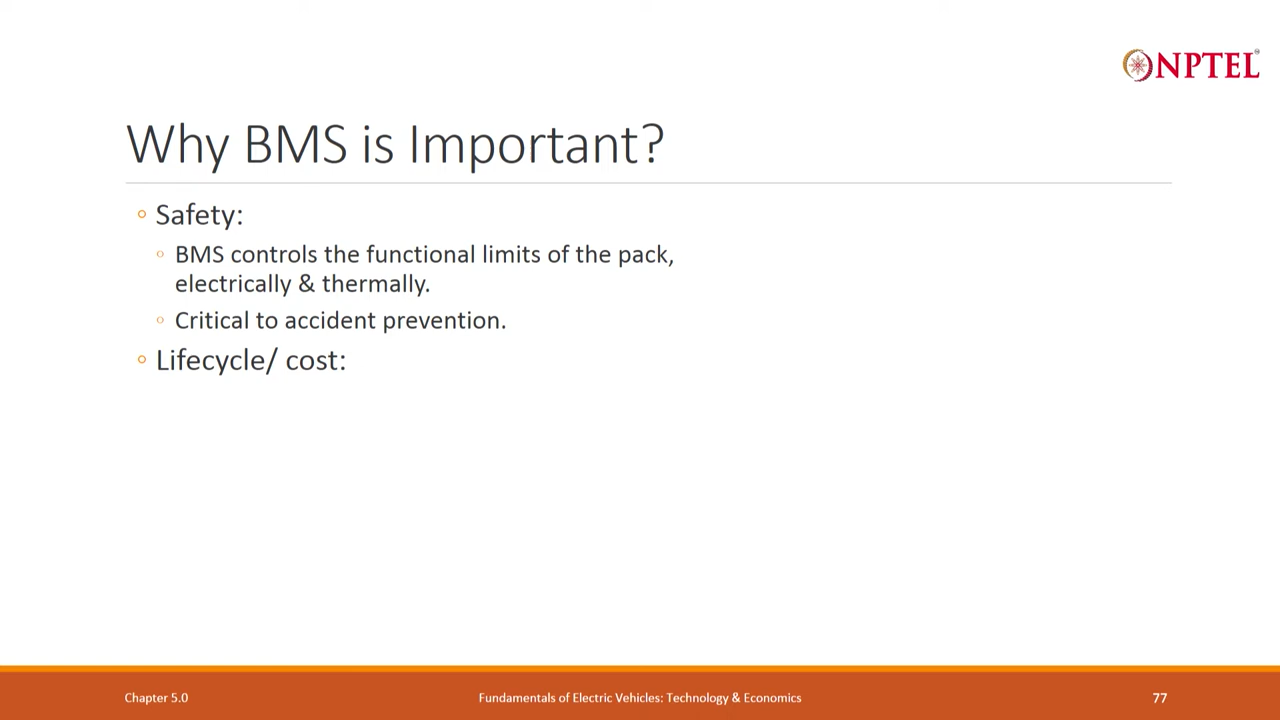 NPTEL
Why BMS is Important?
Safety:
BMS controls the functional limits of the pack,
electrically & thermally.
Critical to accident prevention.
Lifecycle/ cost:
Chapter 5.0
Fundamentals of Electric Vehicles: Technology & Economics
77